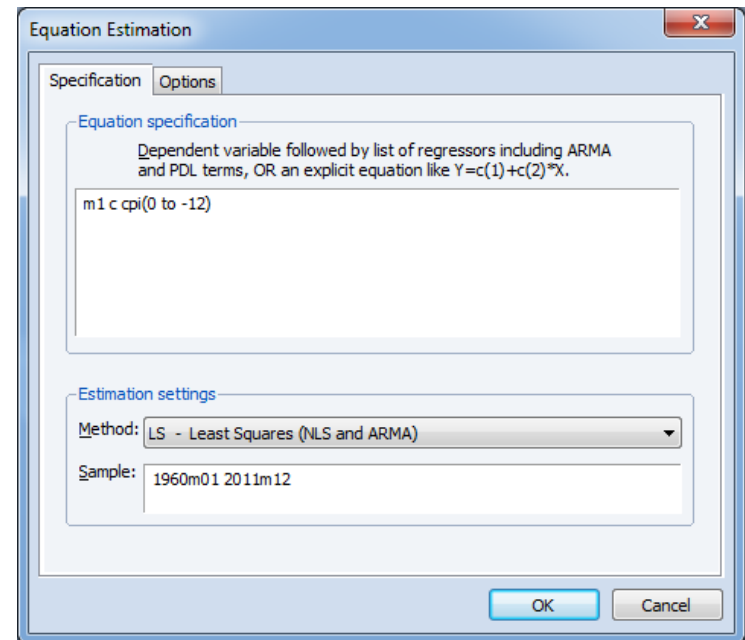 Equation Estimation
Specification
Options
Equation specification
Dependent variable followed by list of regressors including ARMA
and PDL terms, OR an explicit equation like Y=c(1)+c(2)*X.
m1 c cpi(0 to -12)
Estimation settings
Method: LS - Least Squares (NLS and ARMA)
Sample: 1960m01 2011m12
OK Cancel